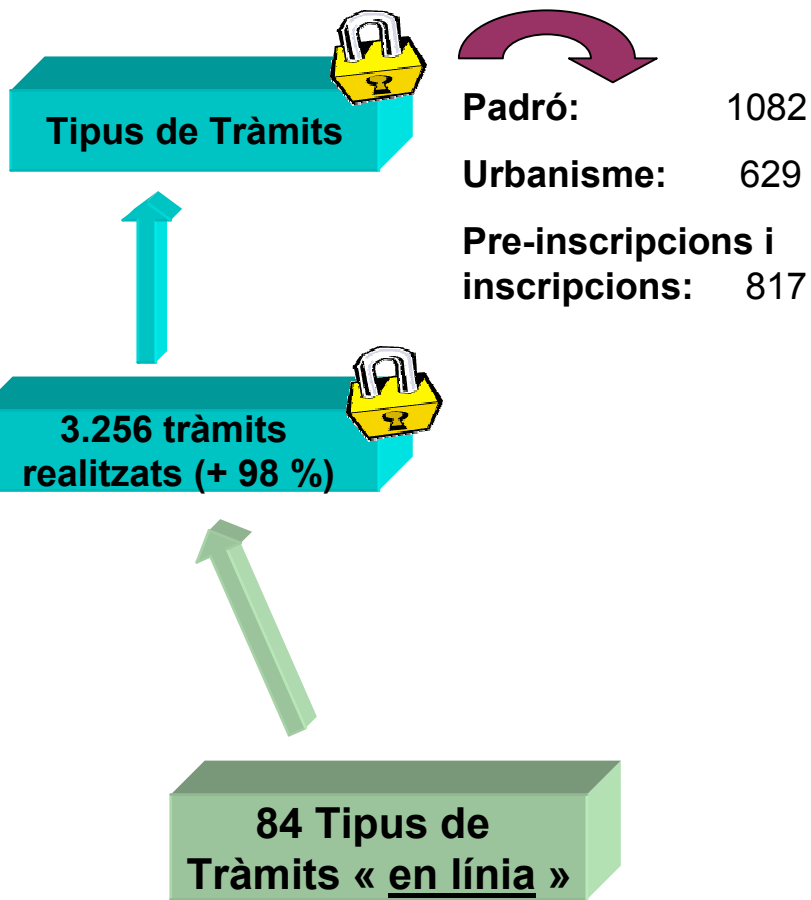 Tipus de Tràmits
Padró: 1082
Urbanisme: 629
Pre-inscripcions i
inscripcions: 817
3.256 tràmits
realitzats (+ 98 %)
84 Tipus de
Tràmits « en línia »